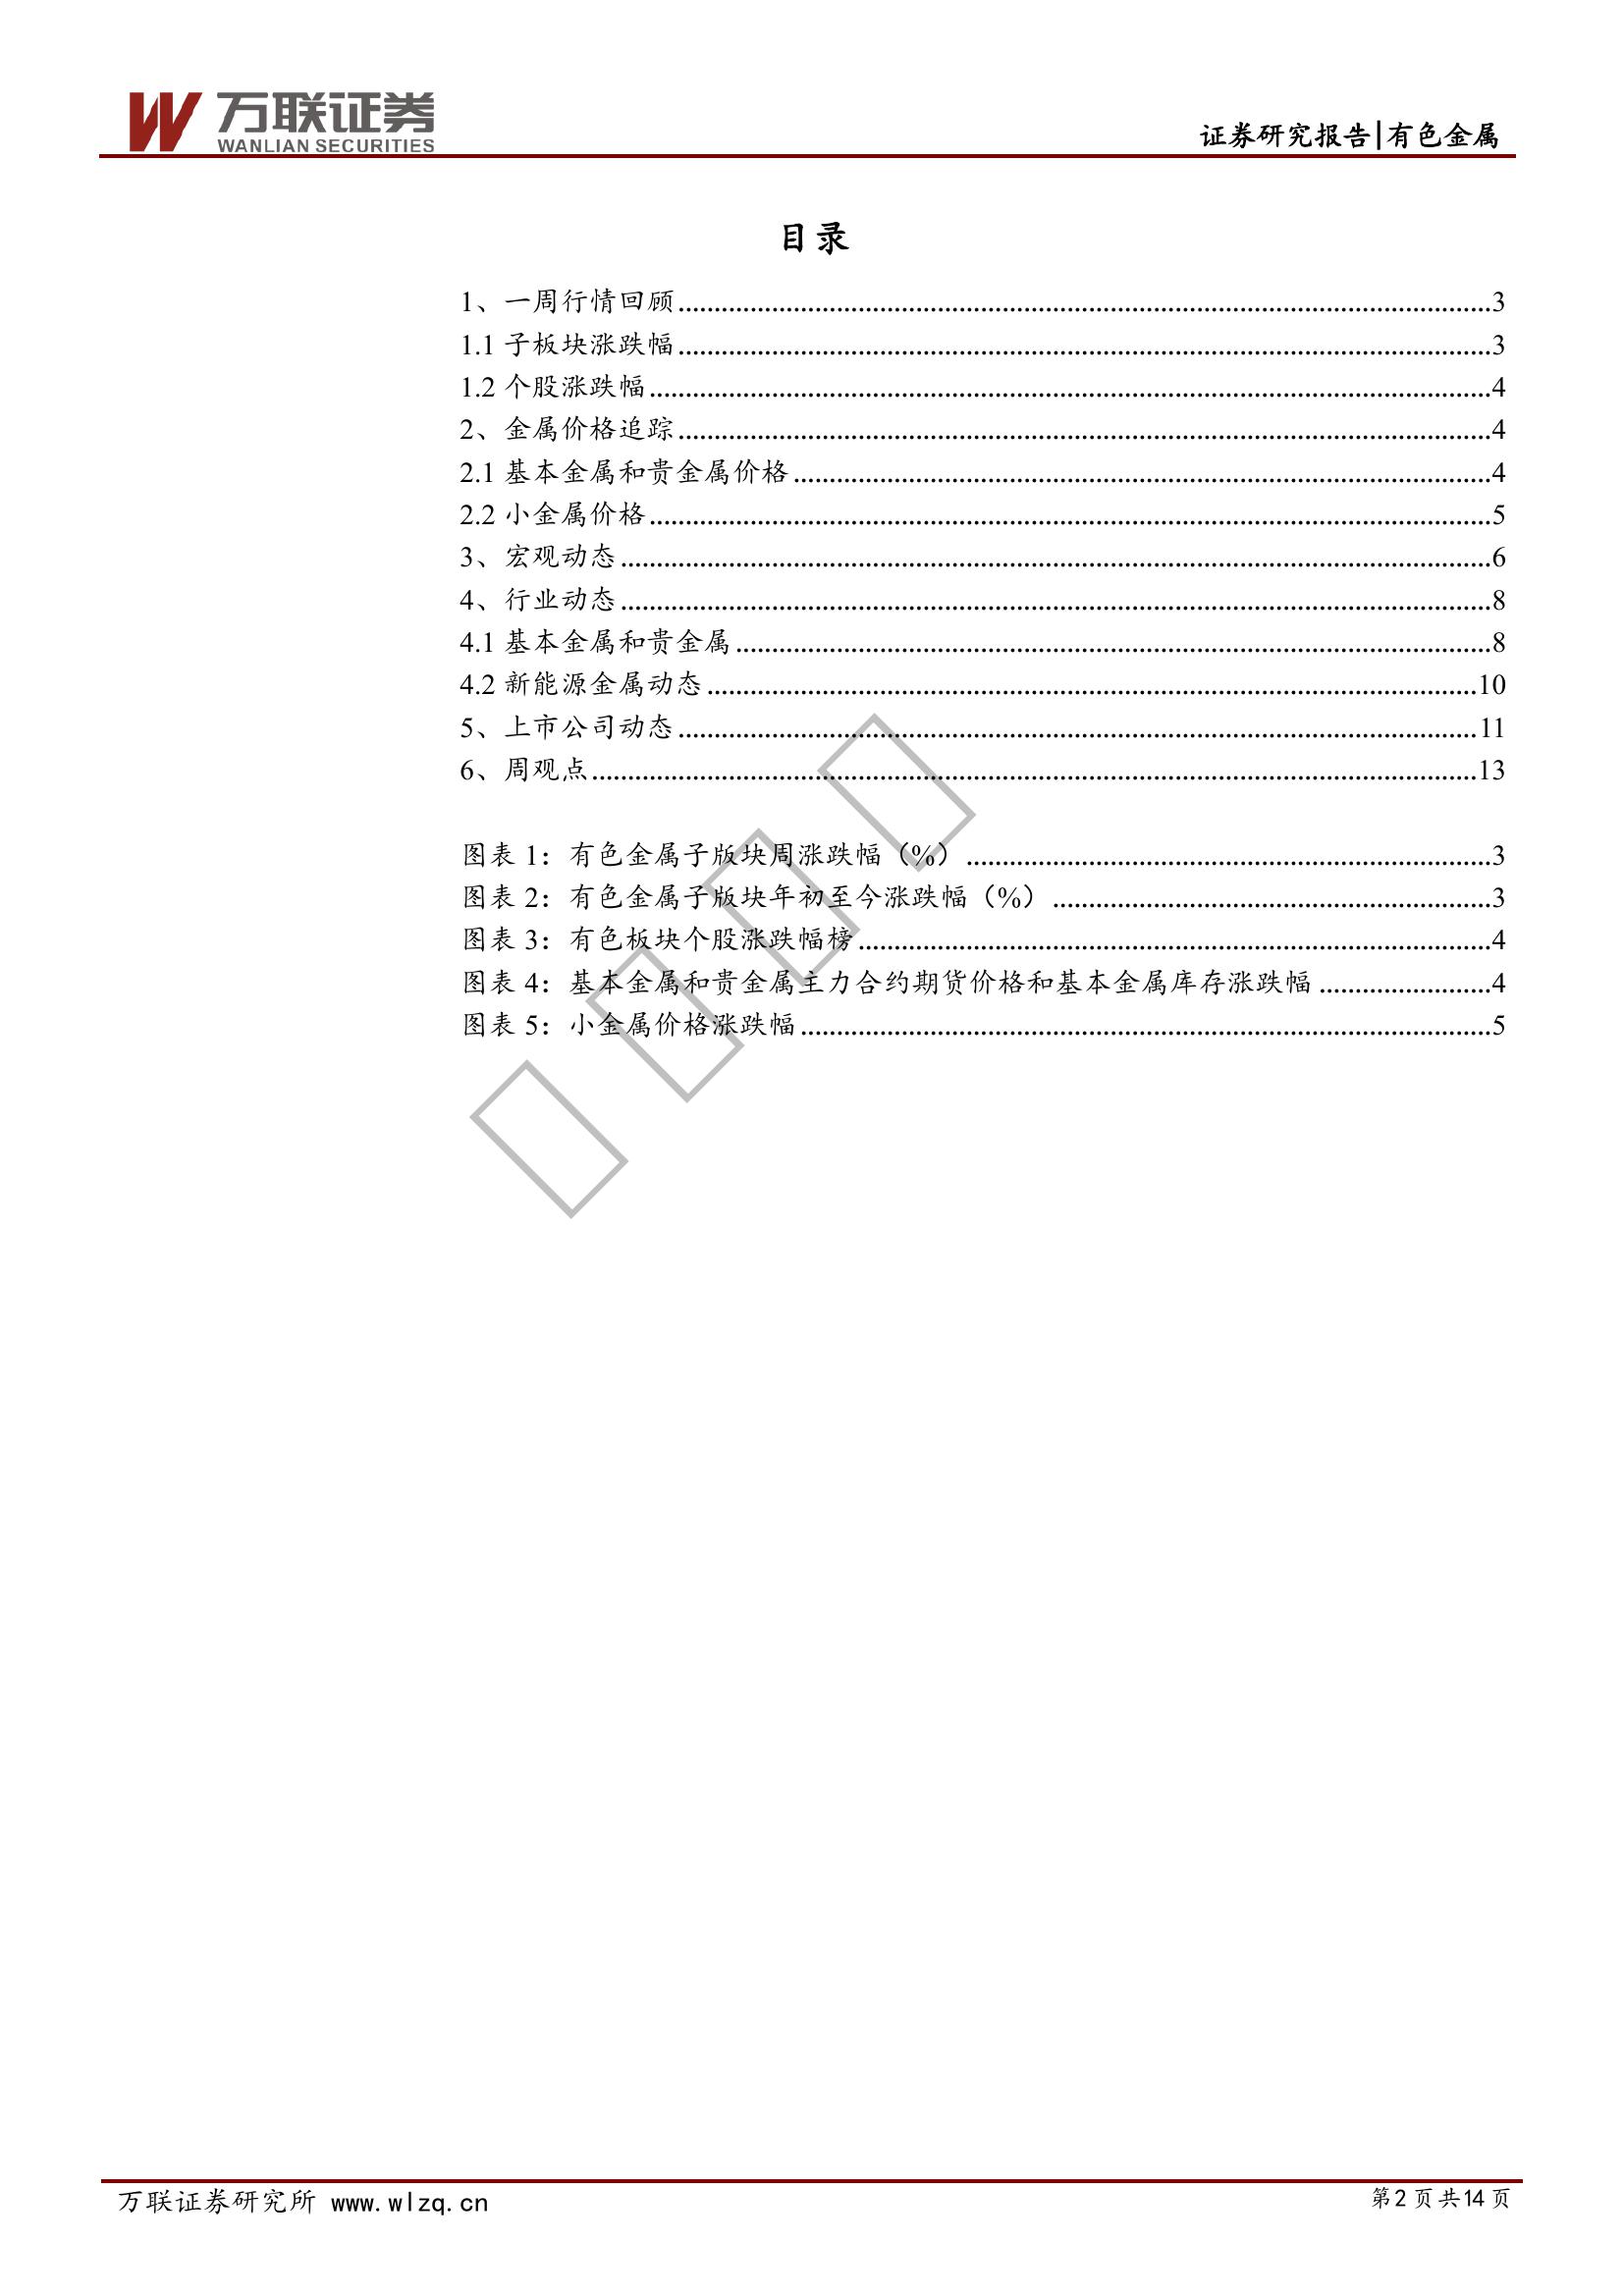 万联证券
WANLIAN SECURITIES
证券研究报告|有色金属
目录
1、一周行情回顾............3
1.1 子板块涨跌幅............3
1.2 个股涨跌幅............4
2、金属价格追踪............4
2.1 基本金属和贵金属价格............4
2.2 小金属价格............5
3、宏观动态............6
4、行业动态............8
4.1 基本金属和贵金属............8
4.2 新能源金属动态............10
5、上市公司动态............11
6、周观点............13
图表 1：有色金属子版块周涨跌幅（%）............3
图表 2：有色金属子版块年初至今涨跌幅（%）............3
图表 3：有色板块个股涨跌幅榜............4
图表 4：基本金属和贵金属主力合约期货价格和基本金属库存涨跌幅............4
图表 5：小金属价格涨跌幅............5
万联证券研究所 www.wlzq.cn
第2页共14页